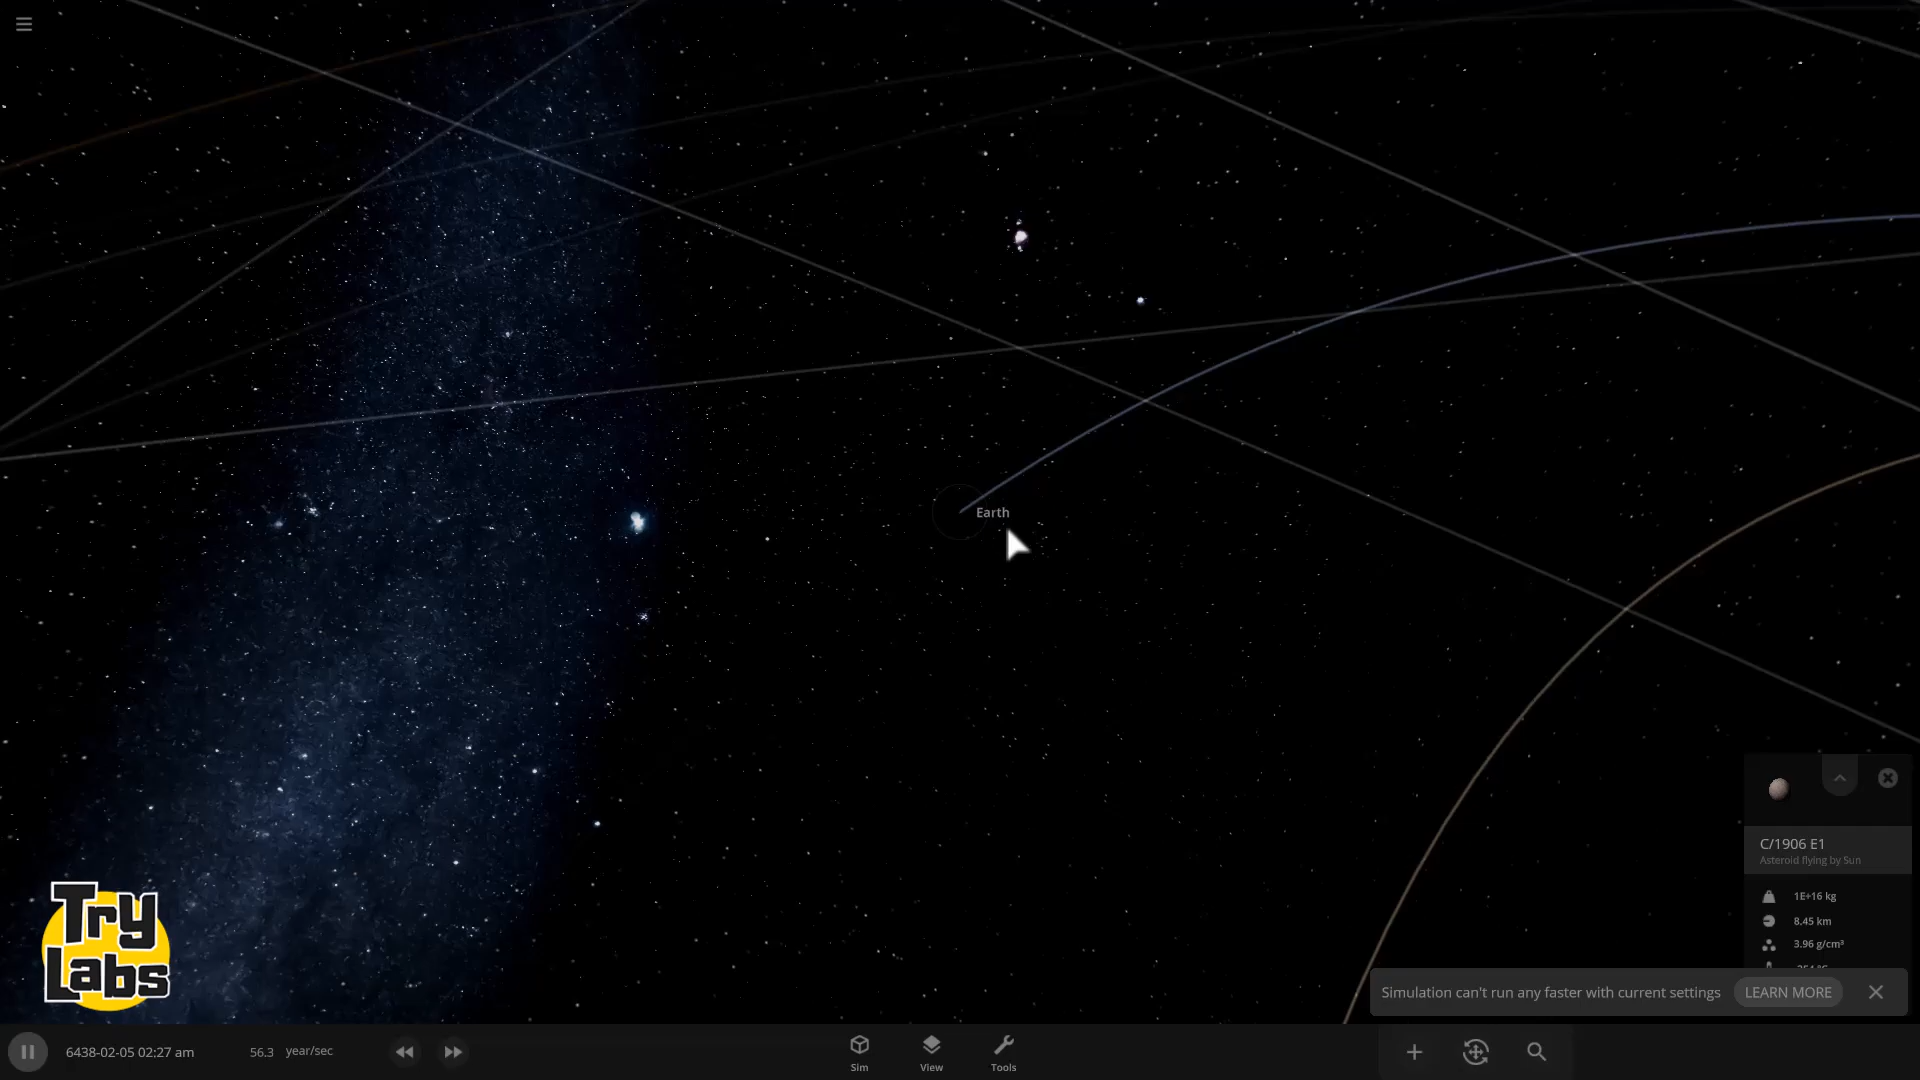 Earth
C/1906 E1
Asteroid flying by Sun
1E+16 kg
8.45 km
3.96 g/cm³
Simulation can't run any faster with current settings
LEARN MORE
Try
Labs
6438-02-05 02:27 am
56.3 year/sec
Sim
View
Tools